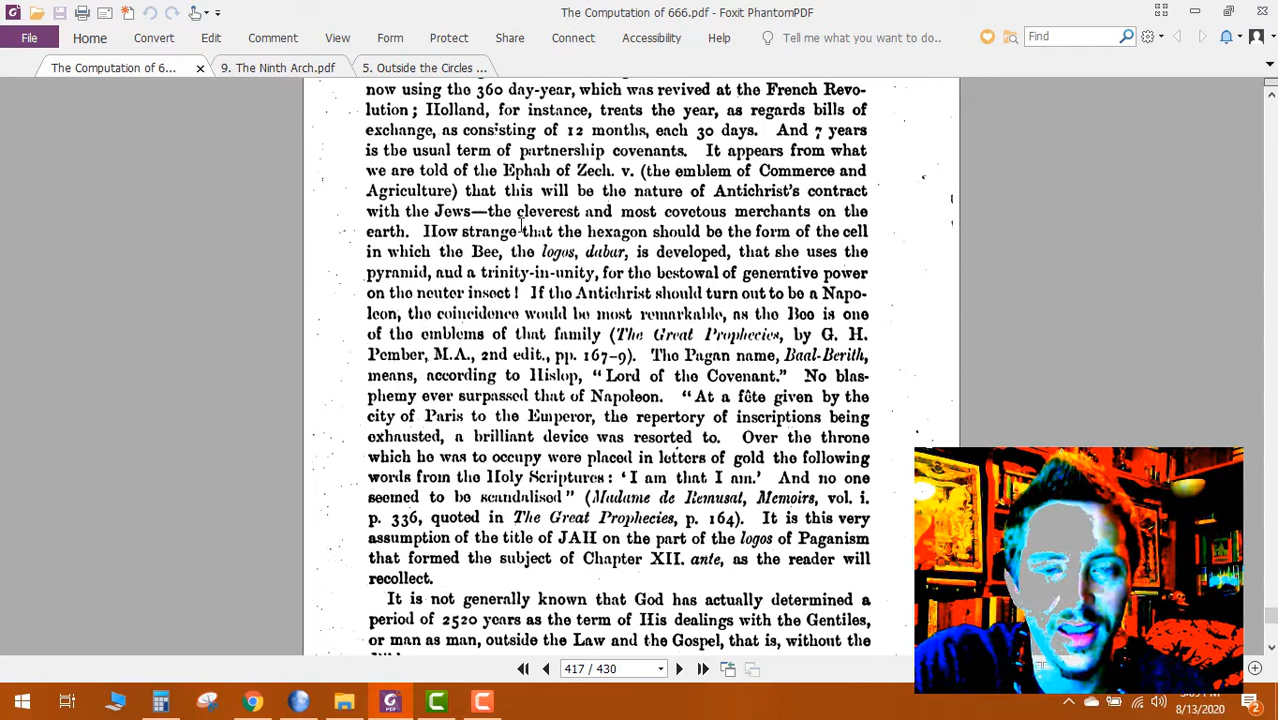 The Computation of 666.pdf - Foxit PhantomPDF
File Home Convert Edit Comment View Form Protect Share Connect Accessibility Help Tell me what you want to do.. Find
The Computation of 6... × 9. The Ninth Arch.pdf 5. Outside the Circles ...
now using the 360 day-year, which was revived at the French Revo-
lution; Holland, for instance, treats the year, as regards bills of
exchange, as consisting of 12 months, each 30 days. And 7 years
is the usual term of partnership covenants. It appears from what
we are told of the Ephah of Zech. v. (the emblem of Commerce and
Agriculture) that this will be the nature of Antichrist's contract
with the Jews—the cleverest and most covetous merchants on the
earth. How strange that the hexagon should be the form of the cell
in which the Bee, the logos, dabar, is developed, that she uses the
pyramid, and a trinity-in-unity, for the bestowal of generative power
on the neuter insect! If the Antichrist should turn out to be a Napo-
leon, the coincidence would be most remarkable, as the Bee is one
of the emblems of that family (The Great Prophecies, by G. H.
Pember, M.A., 2nd edit., pp. 167-9). The Pagan name, Baal-Berith,
means, according to Hislop, "Lord of the Covenant." No blas-
phemy ever surpassed that of Napoleon. "At a fête given by the
city of Paris to the Emperor, the repertory of inscriptions being
exhausted, a brilliant device was resorted to. Over the throne
which he was to occupy were placed in letters of gold the following
words from the Holy Scriptures: 'I am that I am.' And no one
seemed to be scandalised" (Madame de Remusat, Memoirs, vol. i.
p. 336, quoted in The Great Prophecies, p. 164). It is this very
assumption of the title of JAH on the part of the logos of Paganism
that formed the subject of Chapter XII. ante, as the reader will
recollect.
It is not generally known that God has actually determined a
period of 2520 years as the term of His dealings with the Gentiles,
or man as man, outside the Law and the Gospel, that is, without the
417 / 430
8/13/2020
2